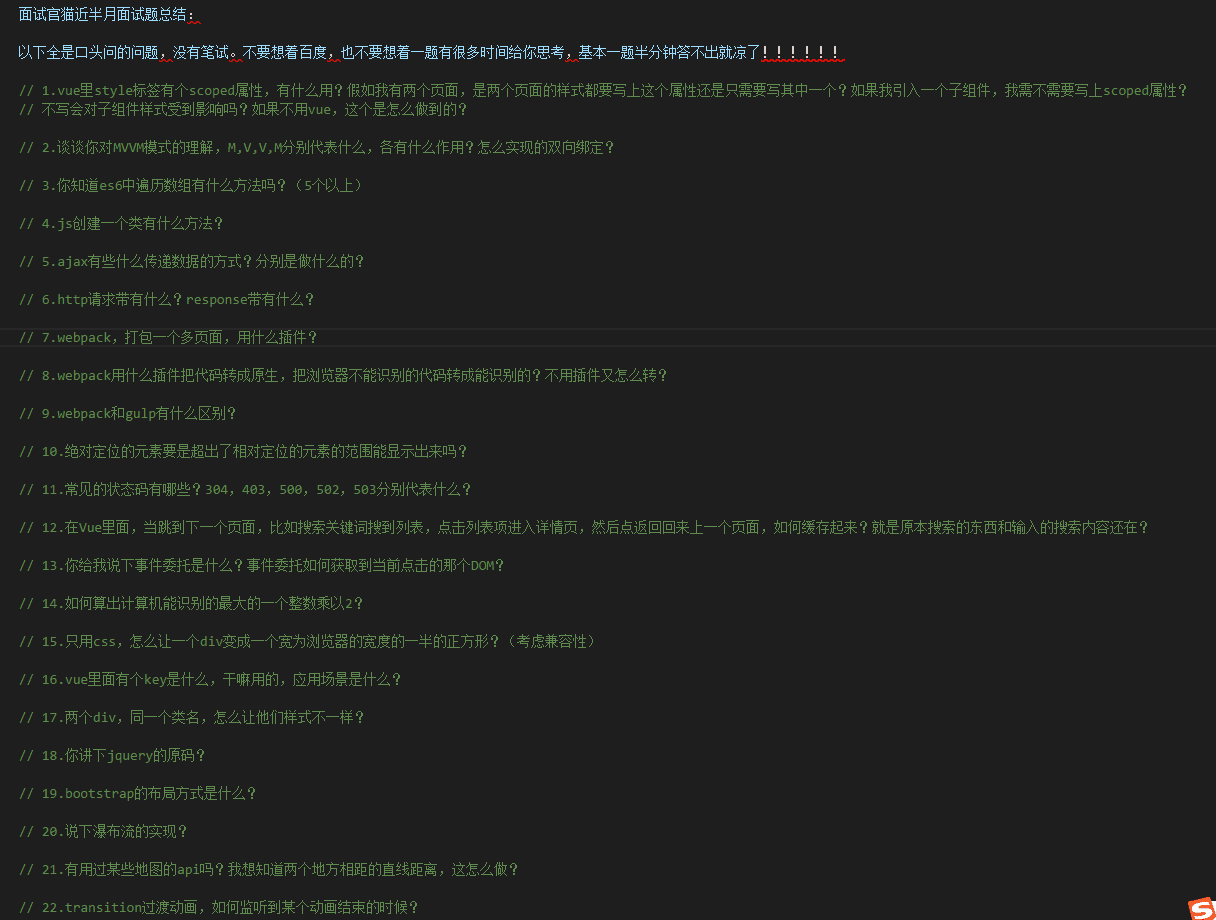 面试官猫近半月面试题总结：
以下全是口头问的问题，没有笔试。不要想着百度，也不要想着一题有很多时间给你思考，基本一题半分钟答不出就凉了！！！！！！
// 1.vue里style标签有个scoped属性，有什么用？假如我有两个页面，是两个页面的样式都要写上这个属性还是只需要写其中一个？如果我引入一个子组件，我需不需要写上scoped属性？
// 不写会对子组件样式受到影响吗？如果不用vue，这个是怎么做到的？
// 2.谈谈你对MVVM模式的理解，M,V,V,M分别代表什么，各有什么作用？怎么实现的双向绑定？
// 3.你知道es6中遍历数组有什么方法吗？（5个以上）
// 4.js创建一个类有什么方法？
// 5.ajax有些什么传递数据的方式？分别是做什么的？
// 6.http请求带有什么？response带有什么？
// 7.webpack，打包一个多页面，用什么插件？
// 8.webpack用什么插件把代码转成原生，把浏览器不能识别的代码转成能识别的？不用插件又怎么转？
// 9.webpack和gulp有什么区别？
// 10.绝对定位的元素要是超出了相对定位的元素的范围能显示出来吗？
// 11.常见的状态码有哪些？304，403，500，502，503分别代表什么？
// 12.在Vue里面，当跳到下一个页面，比如搜索关键词搜到列表，点击列表项进入详情页，然后点返回回来上一个页面，如何缓存起来？就是原本搜索的东西和输入的搜索内容还在？
// 13.你给我说下事件委托是什么？事件委托如何获取到当前点击的那个DOM？
// 14.如何算出计算机能识别的最大的一个整数乘以2？
// 15.只用css，怎么让一个div变成一个宽为浏览器的宽度的一半的正方形？（考虑兼容性）
// 16.vue里面有个key是什么，干嘛用的，应用场景是什么？
// 17.两个div，同一个类名，怎么让他们样式不一样？
// 18.你讲下jquery的原码？
// 19.bootstrap的布局方式是什么？
// 20.说下瀑布流的实现？
// 21.有用过某些地图的api吗？我想知道两个地方相距的直线距离，这怎么做？
// 22.transition过渡动画，如何监听到某个动画结束的时候？